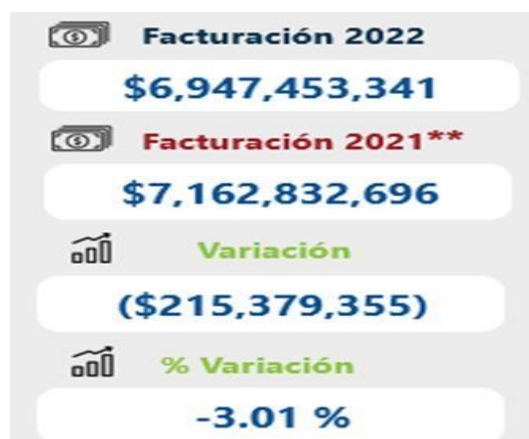 Facturación 2022
$6,947,453,341
Facturación 2021**
$7,162,832,696
Variación
($215,379,355)
% Variación
-3.01 %